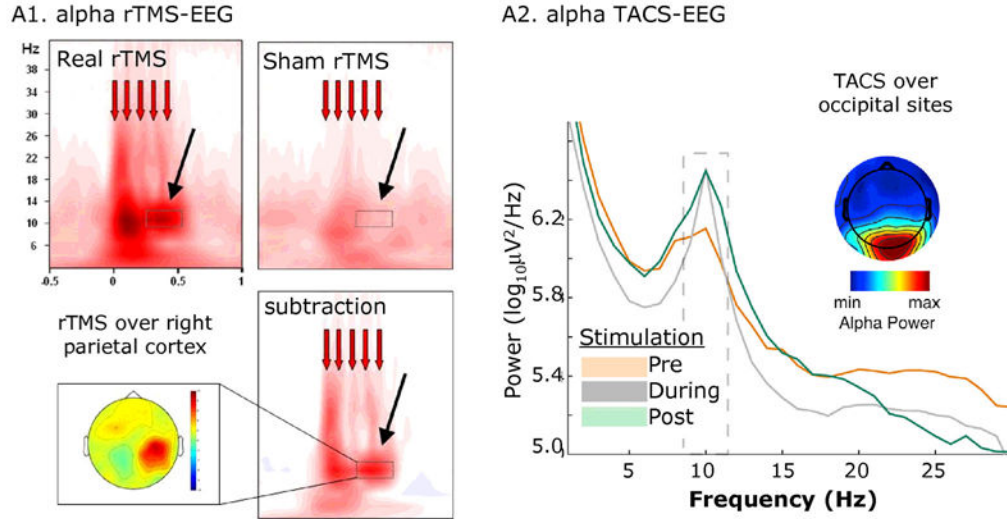 A1. alpha rTMS-EEG
Hz
38
34
30
26
22
18
14
10
6
Real rTMS
-0.5
0
0.5
1
Sham rTMS
rTMS over right
parietal cortex
subtraction
A2. alpha TACS-EEG
TACS over
occipital sites
min
max
Alpha Power
Power (log10μV²/Hz)
6.2
5.8
5.4
5.0
Stimulation
Pre
During
Post
5
10
15
20
25
Frequency (Hz)